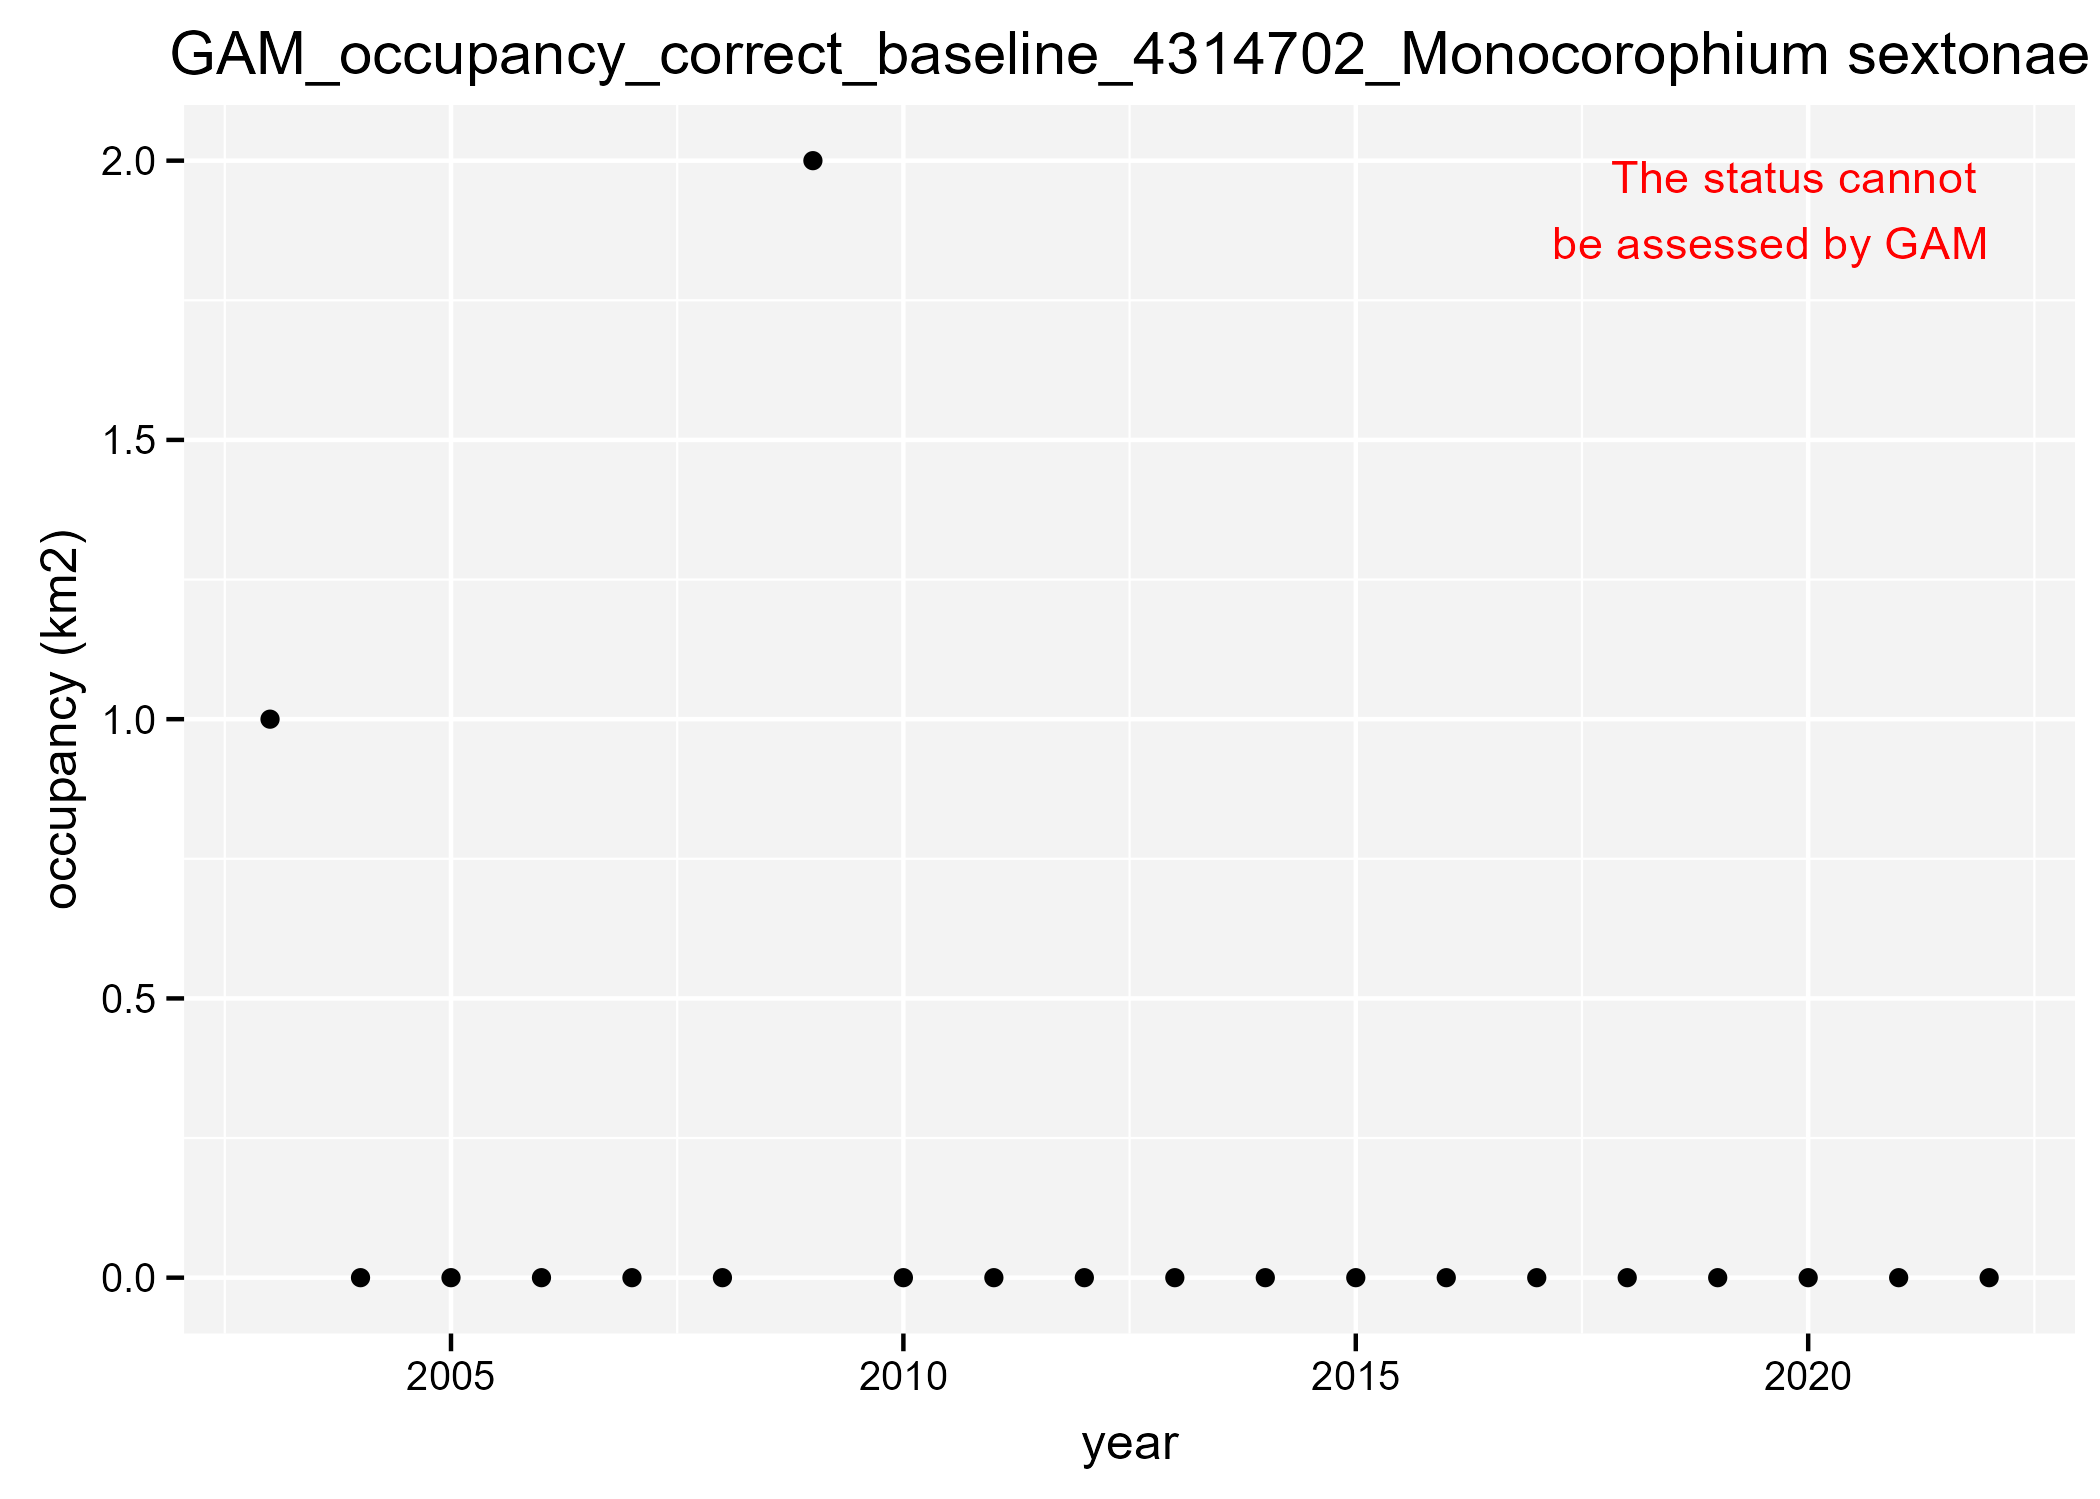 GAM_occupancy_correct_baseline_4314702_Monocorophium sextonae
2.0
The status cannot
be assessed by GAM
1.5
occupancy (km2)
1.0
0.5
0.0
2005 2010 2015 2020
year